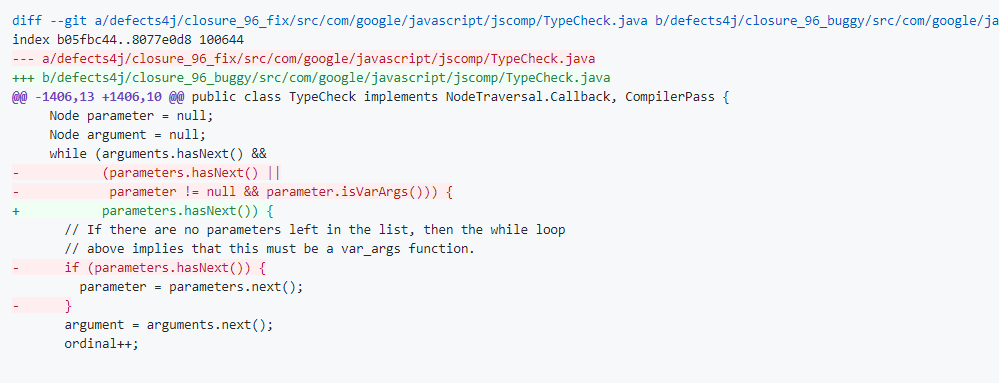 diff --git a/defects4j/closure_96_fix/src/com/google/javascript/jscomp/TypeCheck.java b/defects4j/closure_96_buggy/src/com/google/ja
index b05fbc44..8077e0d8 100644
--- a/defects4j/closure_96_fix/src/com/google/javascript/jscomp/TypeCheck.java
+++ b/defects4j/closure_96_buggy/src/com/google/javascript/jscomp/TypeCheck.java
@@ -1406,13 +1406,10 @@ public class TypeCheck implements NodeTraversal.Callback, CompilerPass {
     Node parameter = null;
     Node argument = null;
     while (arguments.hasNext() &&
-           (parameters.hasNext() ||
-            parameter != null && parameter.isVarArgs())) {
+           parameters.hasNext()) {
       // If there are no parameters left in the list, then the while loop
       // above implies that this must be a var_args function.
-      if (parameters.hasNext()) {
         parameter = parameters.next();
-      }
       argument = arguments.next();
       ordinal++;